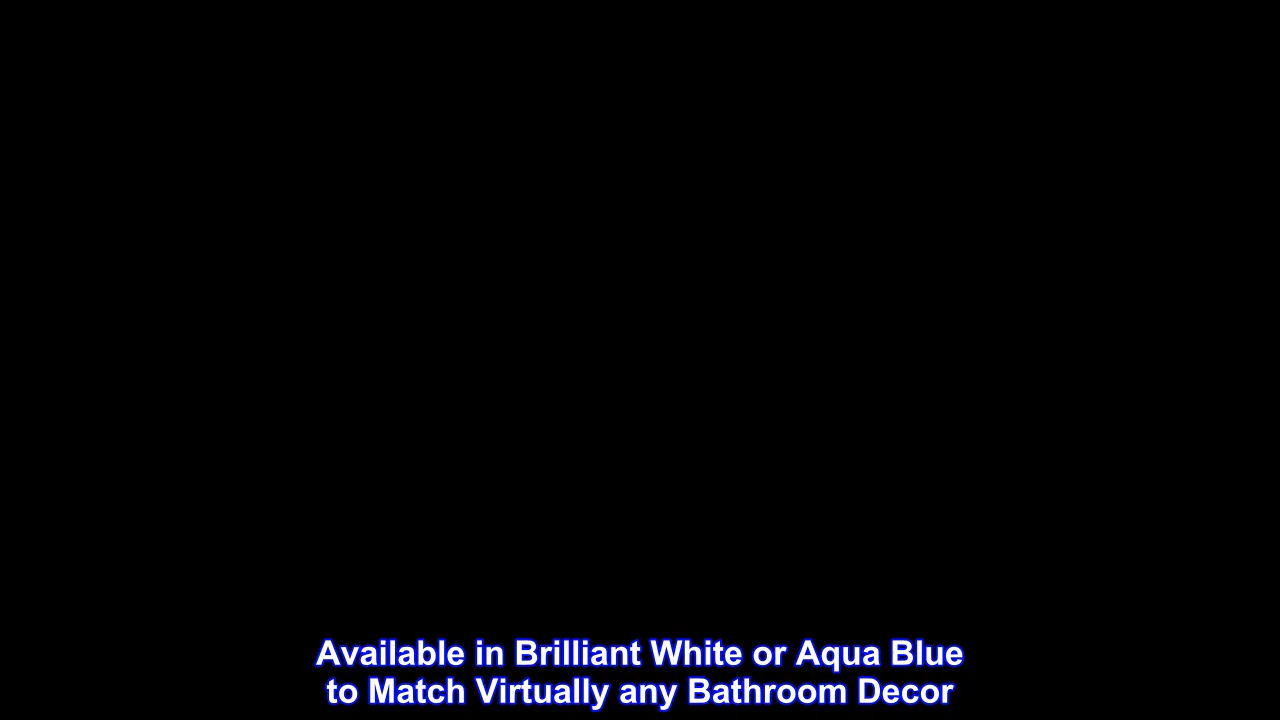 Available in Brilliant White or Aqua Blue
to Match Virtually any Bathroom Decor